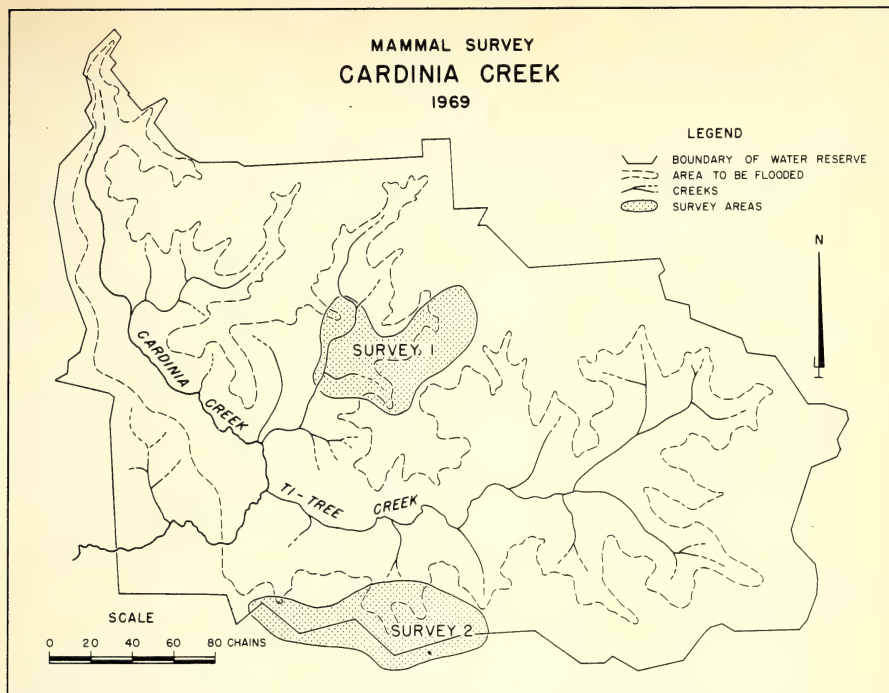 MAMMAL SURVEY
CARDINIA CREEK
1969
LEGEND
BOUNDARY OF WATER RESERVE
AREA TO BE FLOODED
CREEKS
SURVEY AREAS
N
SURVEY 1
CARDINIA
CREEK
TI-TREE CREEK
SURVEY 2
SCALE
0 20 40 60 80 CHAINS